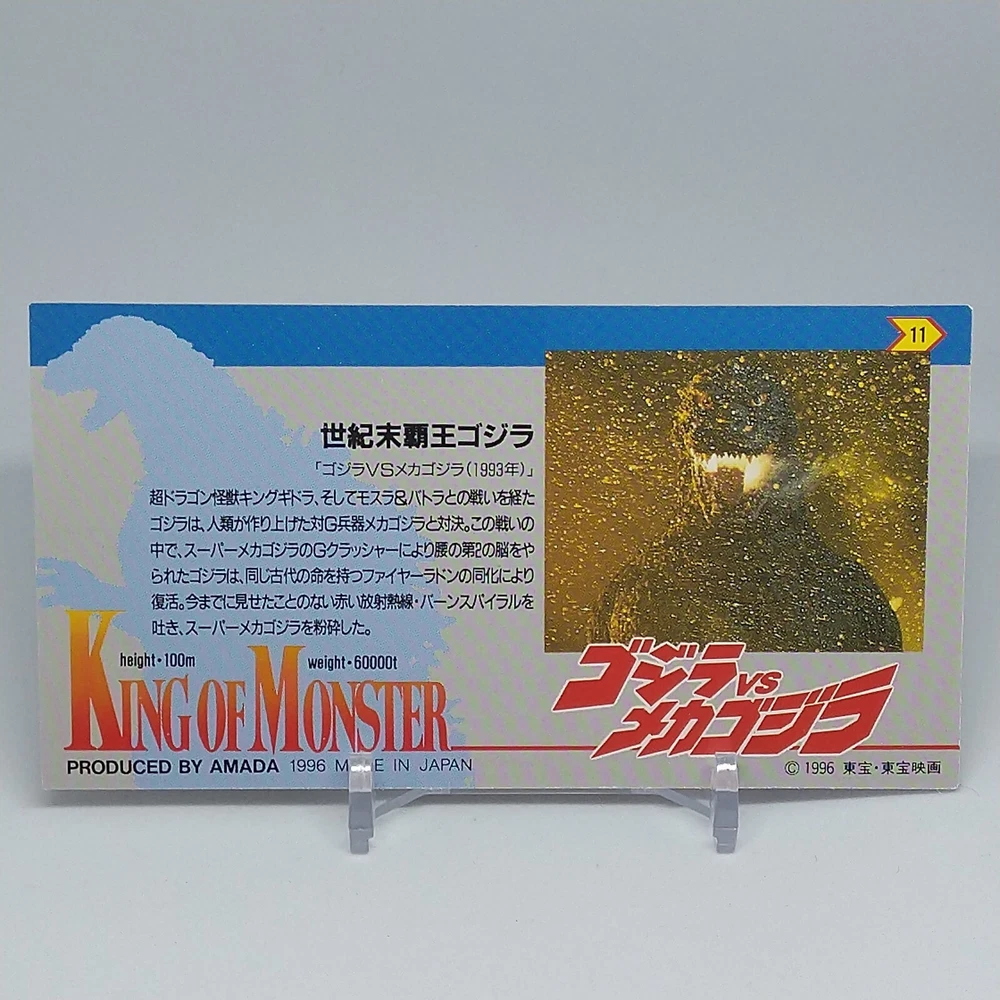 11
世紀末覇王ゴジラ
「ゴジラVSメカゴジラ(1993年)」
超ドラゴン怪獣キングギドラ、そしてモスラ&バトラとの戦いを経た
ゴジラは、人類が作り上げた対G兵器メカゴジラと対決。この戦いの
中で、スーパーメカゴジラのGクラッシャーにより腰の第2の脳をや
られたゴジラは、同じ古代の命を持つファイヤーラドンの同化により
復活。今までに見せたことのない赤い放射熱線・バーンスパイラルを
吐き、スーパーメカゴジラを粉砕した。
height・100m weight・60000t
KING OF MONSTER
ゴジラVS
メカゴジラ
PRODUCED BY AMADA 1996 MADE IN JAPAN
© 1996 東宝・東宝映画